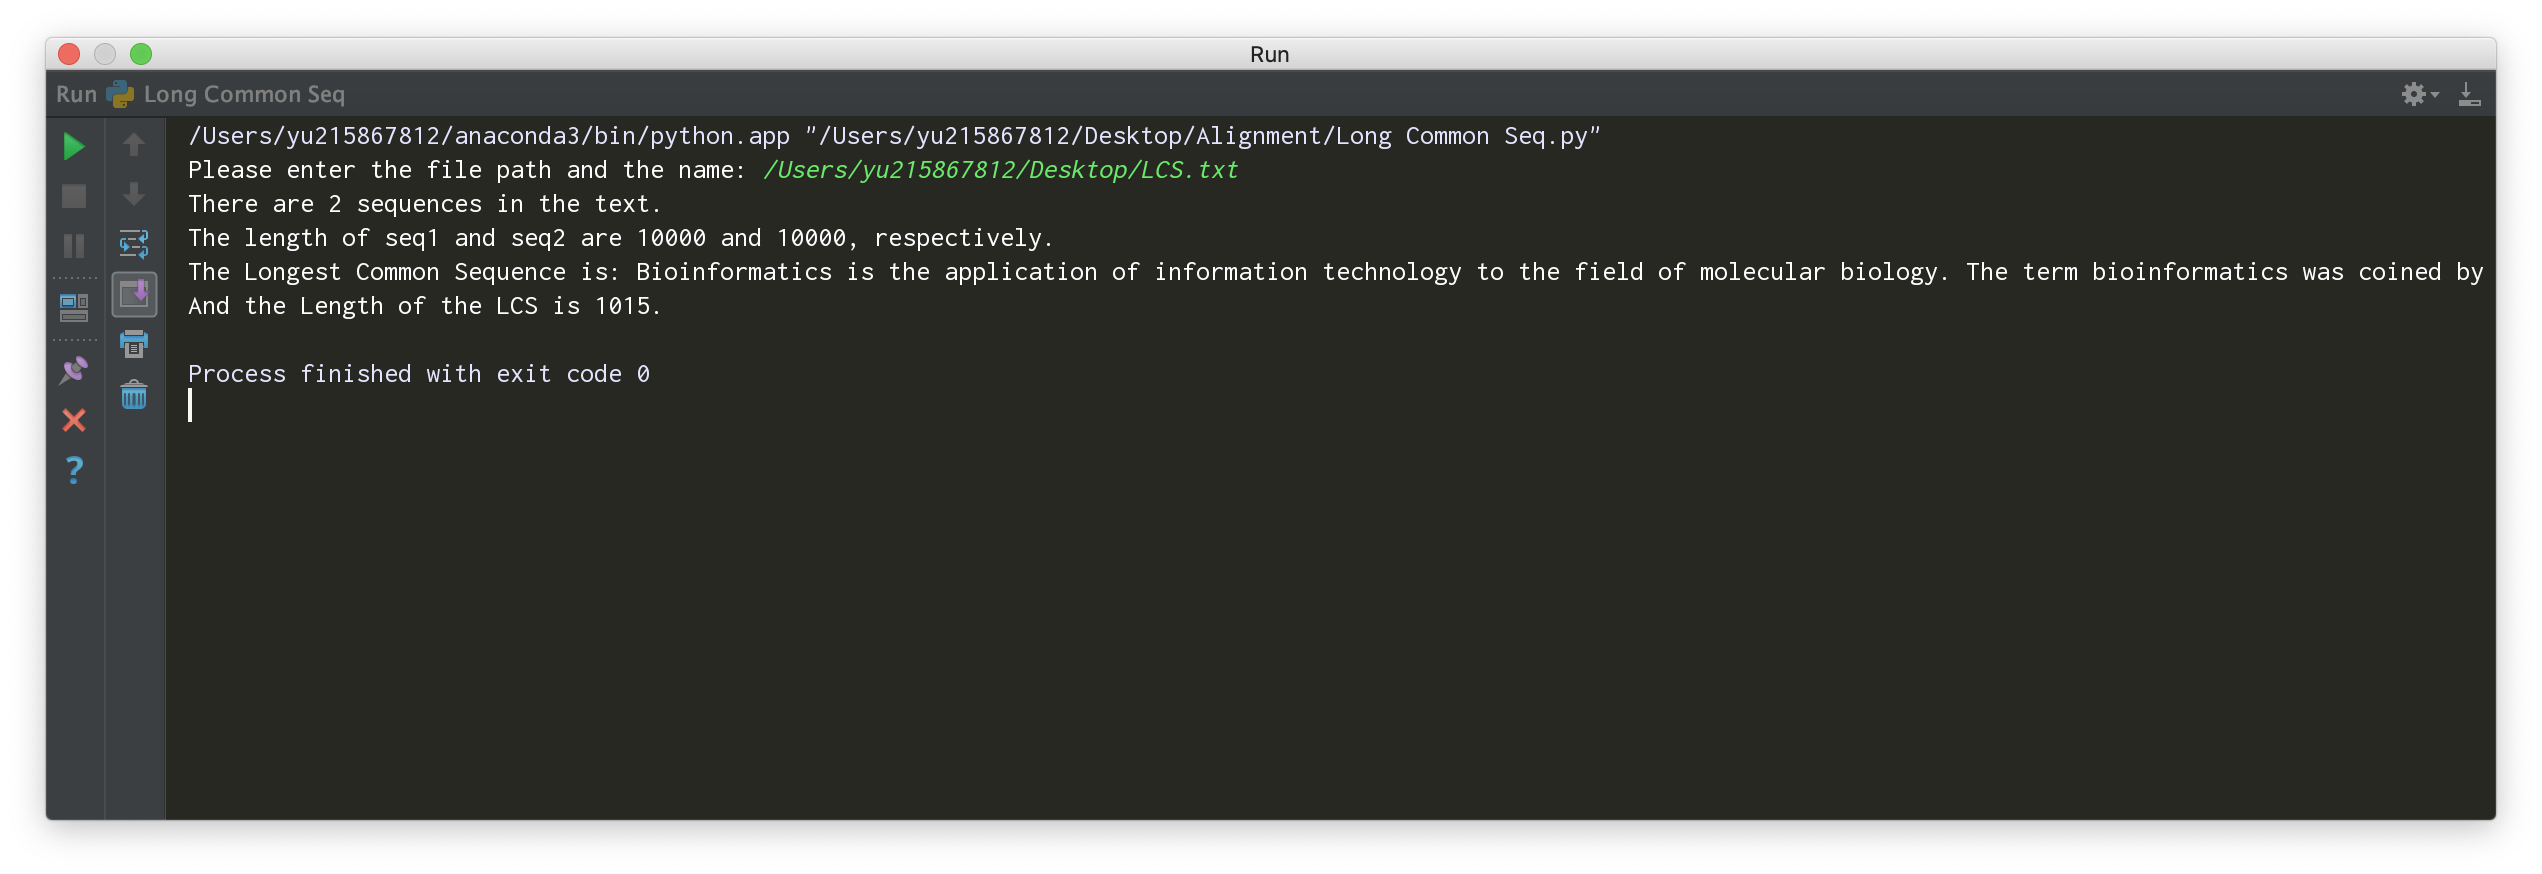 Run
Run Long Common Seq
/Users/yu215867812/anaconda3/bin/python.app "/Users/yu215867812/Desktop/Alignment/Long Common Seq.py"
Please enter the file path and the name: /Users/yu215867812/Desktop/LCS.txt
There are 2 sequences in the text.
The length of seq1 and seq2 are 10000 and 10000, respectively.
The Longest Common Sequence is: Bioinformatics is the application of information technology to the field of molecular biology. The term bioinformatics was coined by
And the Length of the LCS is 1015.
Process finished with exit code 0
?